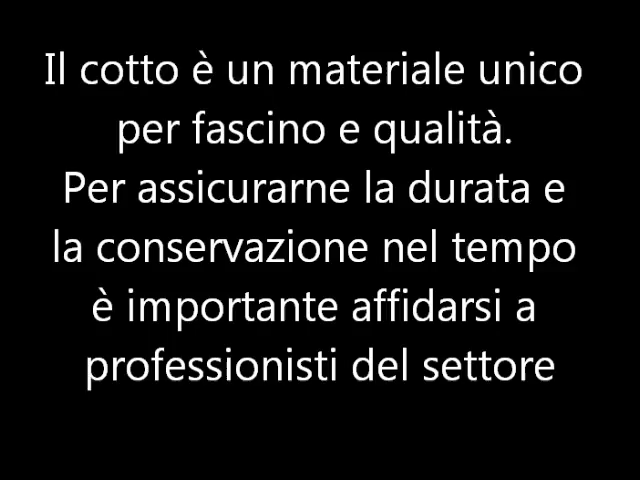 Il cotto è un materiale unico
per fascino e qualità.
Per assicurarne la durata e
la conservazione nel tempo
è importante affidarsi a
professionisti del settore